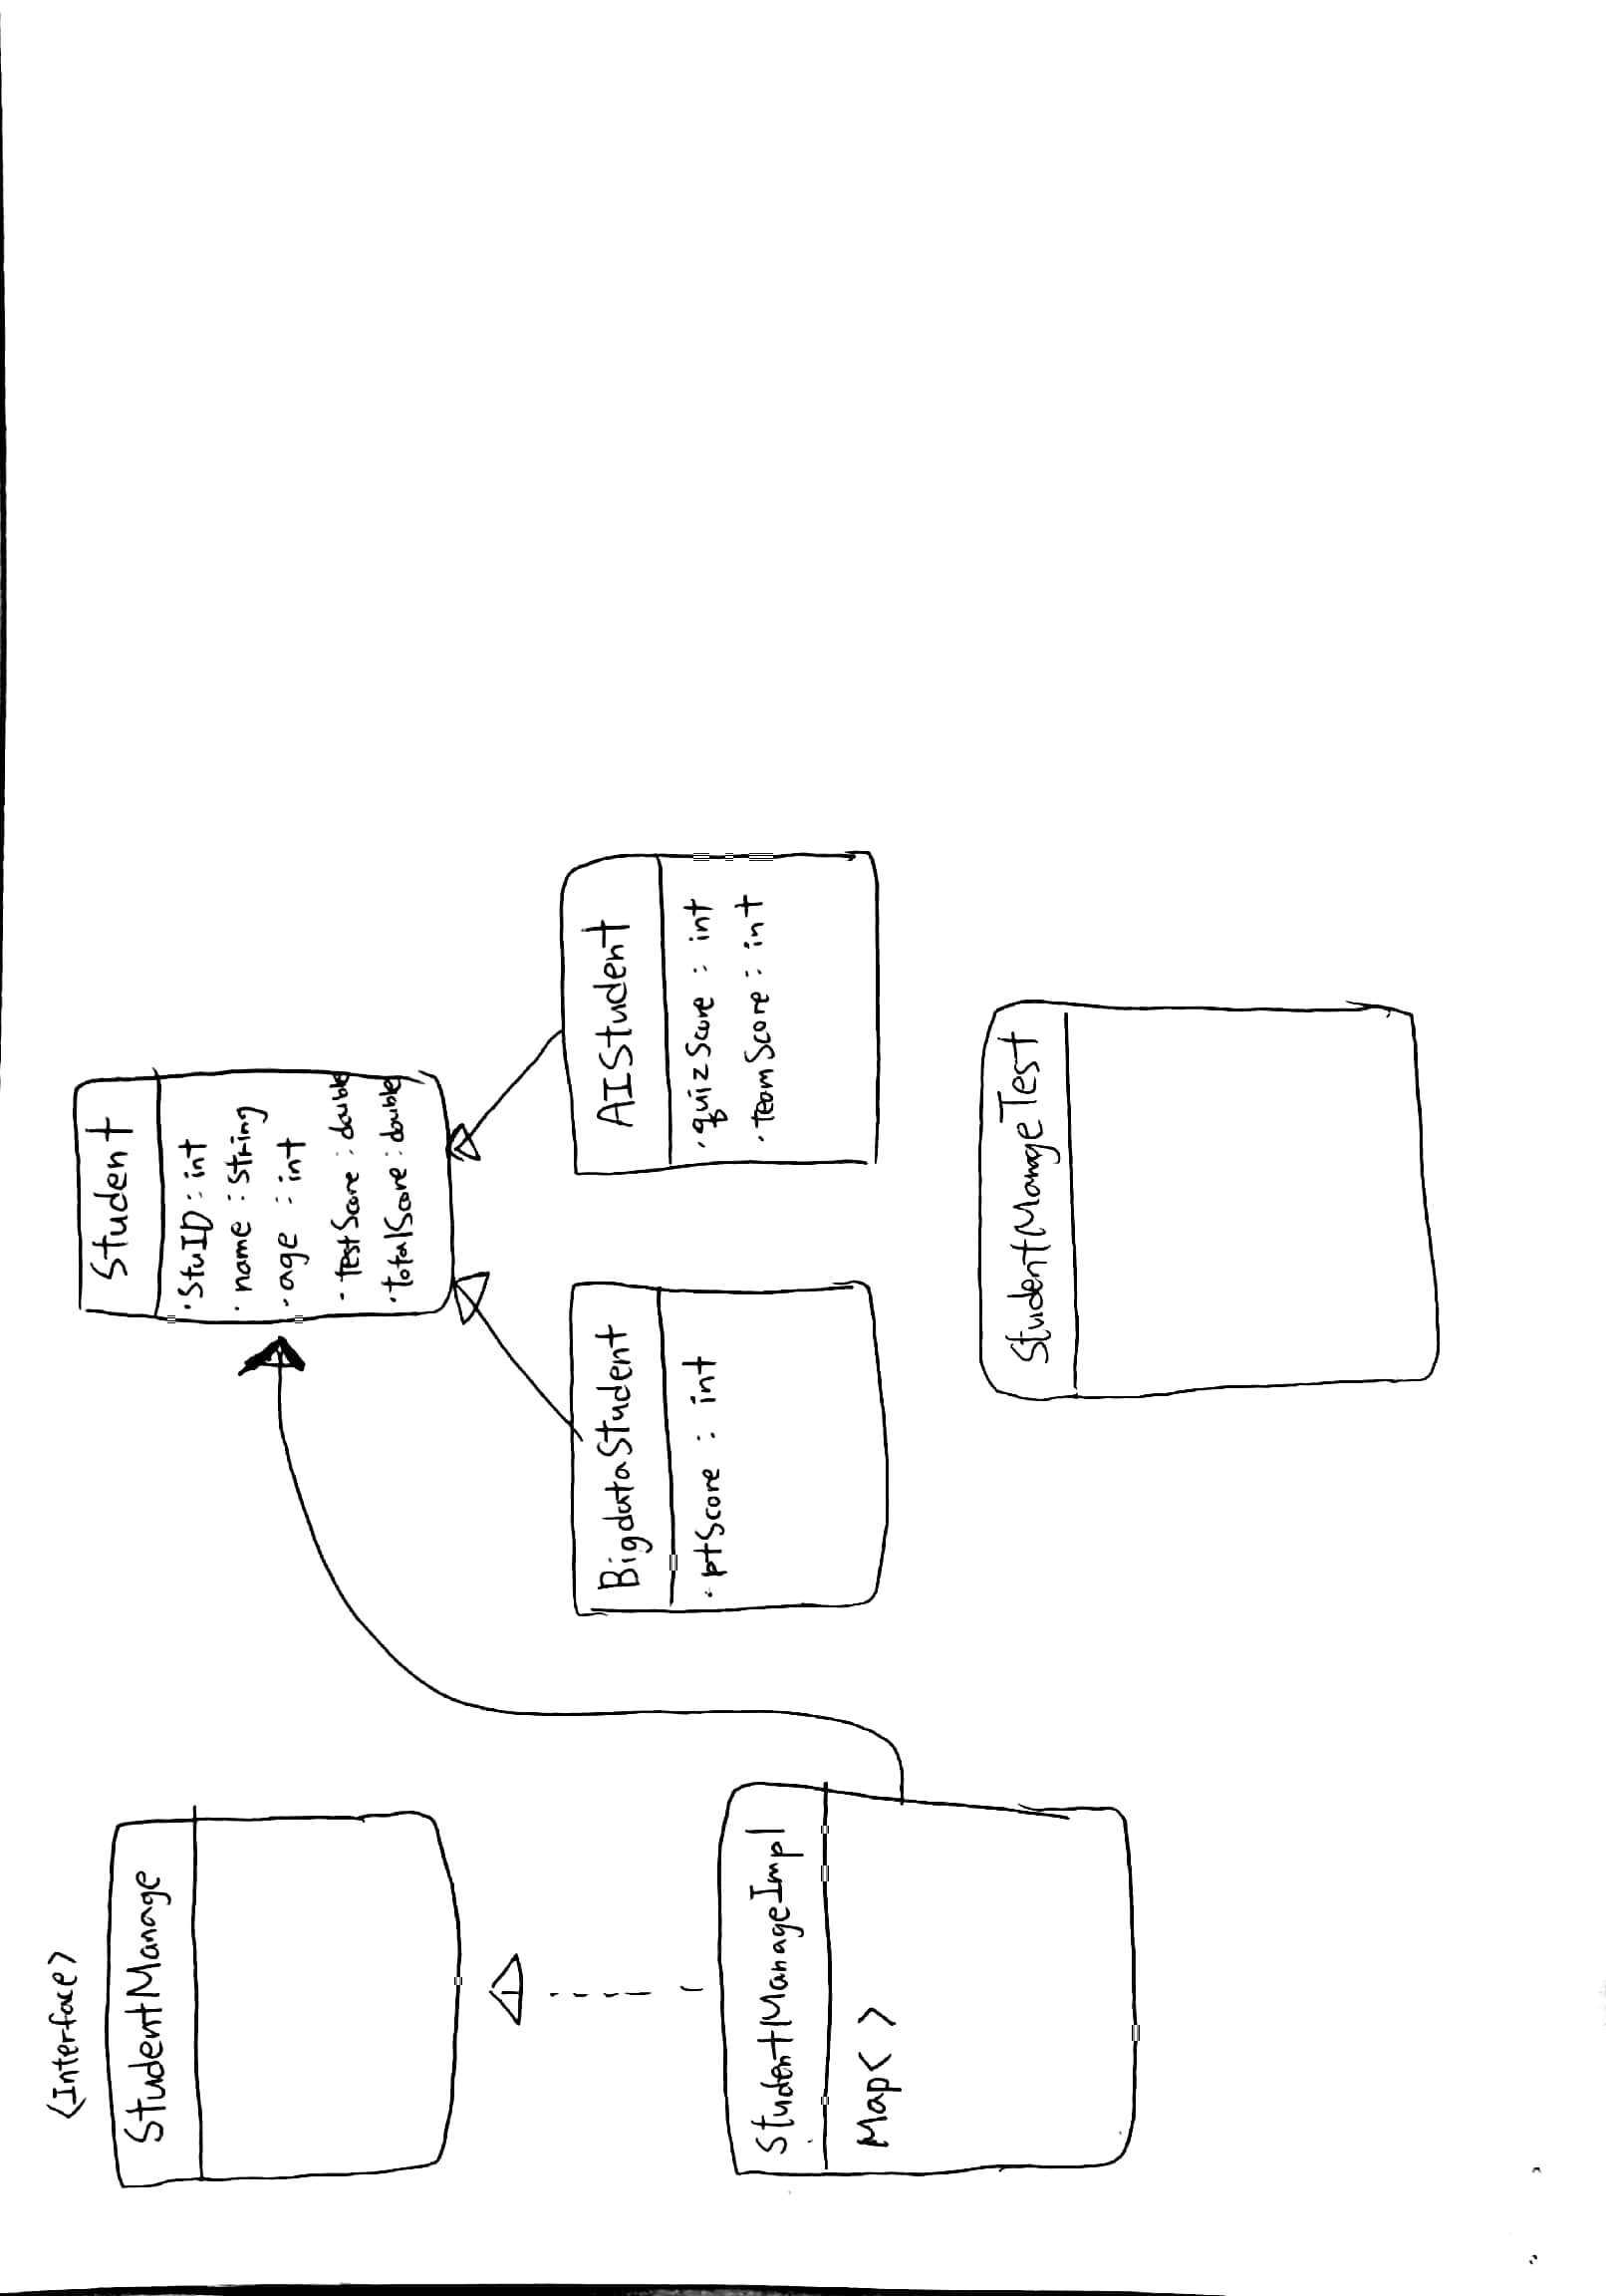 <Interface>
StudentManage
Student
·StuID : int
·name : String
·age : int
·testScore : double
·totalScore : double
BigdataStudent
·ptScore : int
AIStudent
·quizScore : int
·teamScore : int
StudentManageImpl
Map< >
StudentManageTest